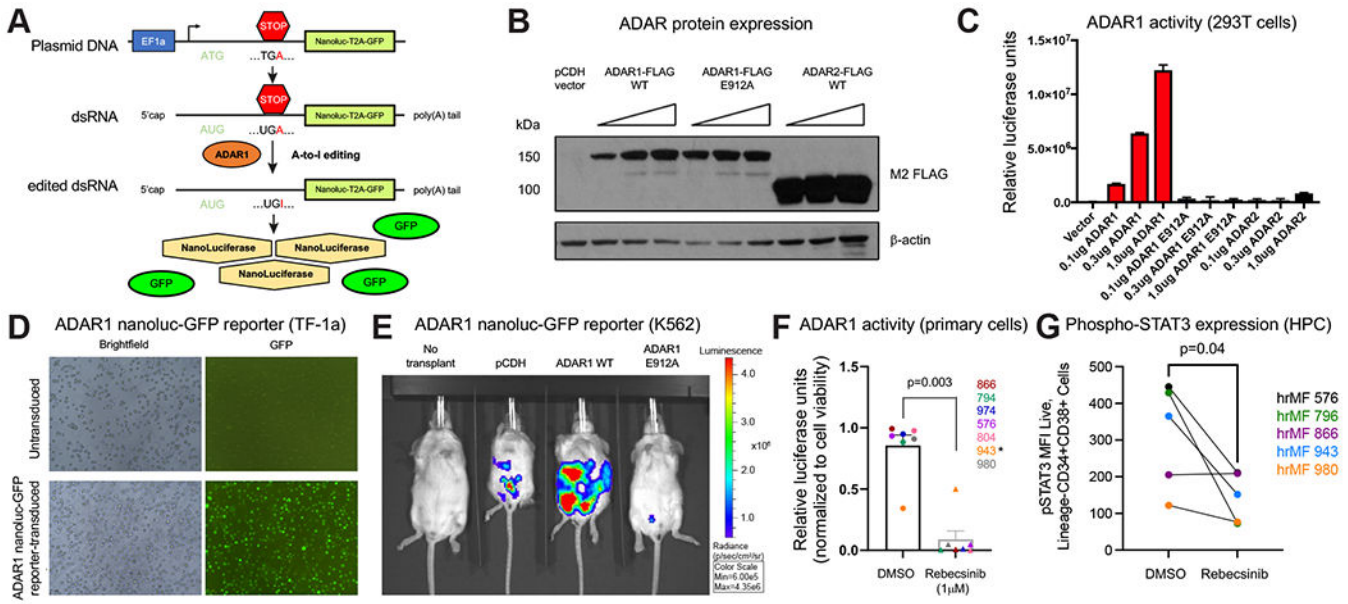 A
Plasmid DNA
EF1a
STOP
Nanoluc-T2A-GFP
ATG
...TGA...
STOP
dsRNA
5'cap
Nanoluc-T2A-GFP
poly(A) tail
AUG
...UGA...
ADAR1
A-to-I editing
edited dsRNA
5'cap
Nanoluc-T2A-GFP
poly(A) tail
AUG
...UGI...
GFP
NanoLuciferase
NanoLuciferase
NanoLuciferase
GFP
GFP
B
ADAR protein expression
pCDH
vector
ADAR1-FLAG
WT
ADAR1-FLAG
E912A
ADAR2-FLAG
WT
kDa
150
100
M2 FLAG
β-actin
C
ADAR1 activity (293T cells)
Relative luciferase units
1.5×10⁷
1.0×10⁷
5.0×10⁶
0.0
Vector
0.1ug ADAR1
0.3ug ADAR1
1.0ug ADAR1
0.1ug ADAR1 E912A
0.3ug ADAR1 E912A
1.0ug ADAR1 E912A
0.1ug ADAR2
0.3ug ADAR2
1.0ug ADAR2
D
ADAR1 nanoluc-GFP reporter (TF-1a)
Brightfield
GFP
Untransduced
ADAR1 nanoluc-GFP
reporter-transduced
E
ADAR1 nanoluc-GFP reporter (K562)
No
transplant
pCDH
ADAR1 WT
ADAR1
E912A
Luminescence
4.0
3.0
x10⁶
2.0
1.0
Radiance
(p/sec/cm²/sr)
Color Scale
Min=6.00e5
Max=4.35e6
F
ADAR1 activity (primary cells)
Relative luciferase units
(normalized to cell viability)
1.5
1.0
0.5
0.0
p=0.003
866
794
974
576
804
943*
980
DMSO
Rebecsinib
(1μM)
G
Phospho-STAT3 expression (HPC)
pSTAT3 MFI Live,
Lineage-CD34+CD38+ Cells
500
400
300
200
100
0
p=0.04
hrMF 576
hrMF 796
hrMF 866
hrMF 943
hrMF 980
DMSO
Rebecsinib